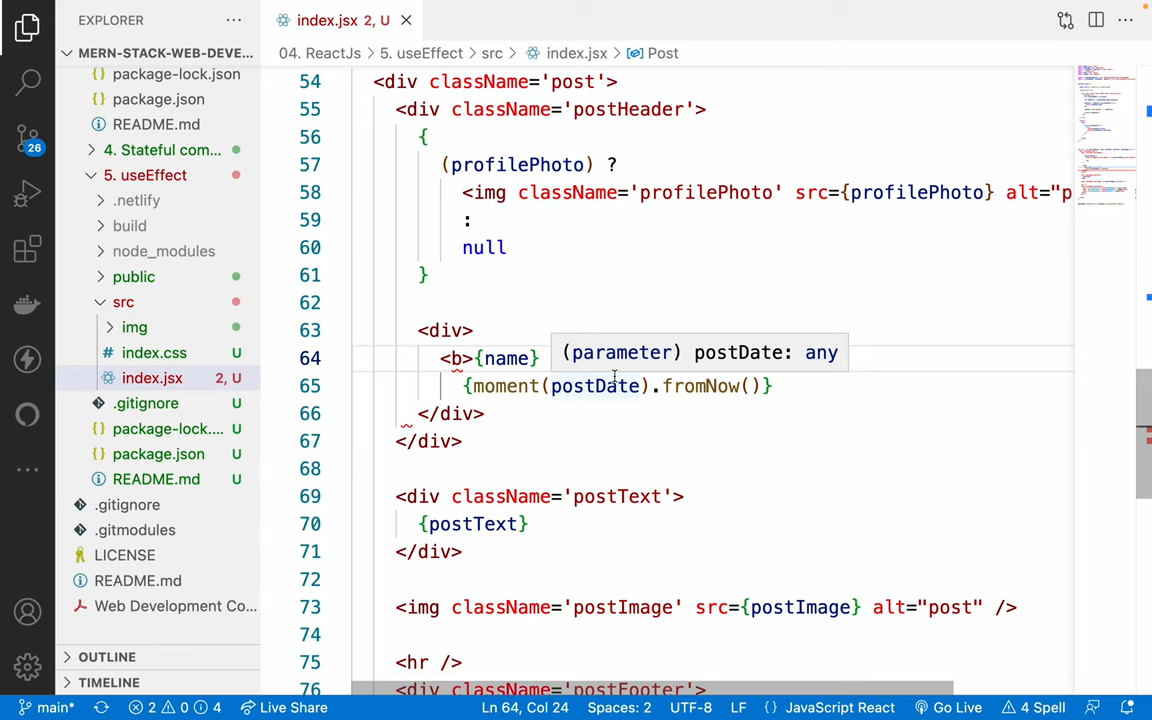 EXPLORER
index.jsx 2, U
MERN-STACK-WEB-DEVE...
04. ReactJs > 5. useEffect > src > index.jsx > Post
package-lock.json
package.json
README.md
4. Stateful com...
5. useEffect
.netlify
build
node_modules
public
src
img
index.css U
index.jsx 2, U
.gitignore U
package-lock.... U
package.json U
README.md U
.gitignore
.gitmodules
LICENSE
README.md
Web Development Co...
OUTLINE
TIMELINE
26
54 <div className='post'>
55 <div className='postHeader'>
56 {
57 (profilePhoto) ?
58 <img className='profilePhoto' src={profilePhoto} alt="p
59 :
60 null
61 }
62
63 <div>
64 <b>{name}
(parameter) postDate: any
65 {moment(postDate).fromNow()}
66 </div>
67 </div>
68
69 <div className='postText'>
70 {postText}
71 </div>
72
73 <img className='postImage' src={postImage} alt="post" />
74
75 <hr />
76 <div className='postFooter'>
main* 2 0 4 Live Share Ln 64, Col 24 Spaces: 2 UTF-8 LF {} JavaScript React Go Live 4 Spell